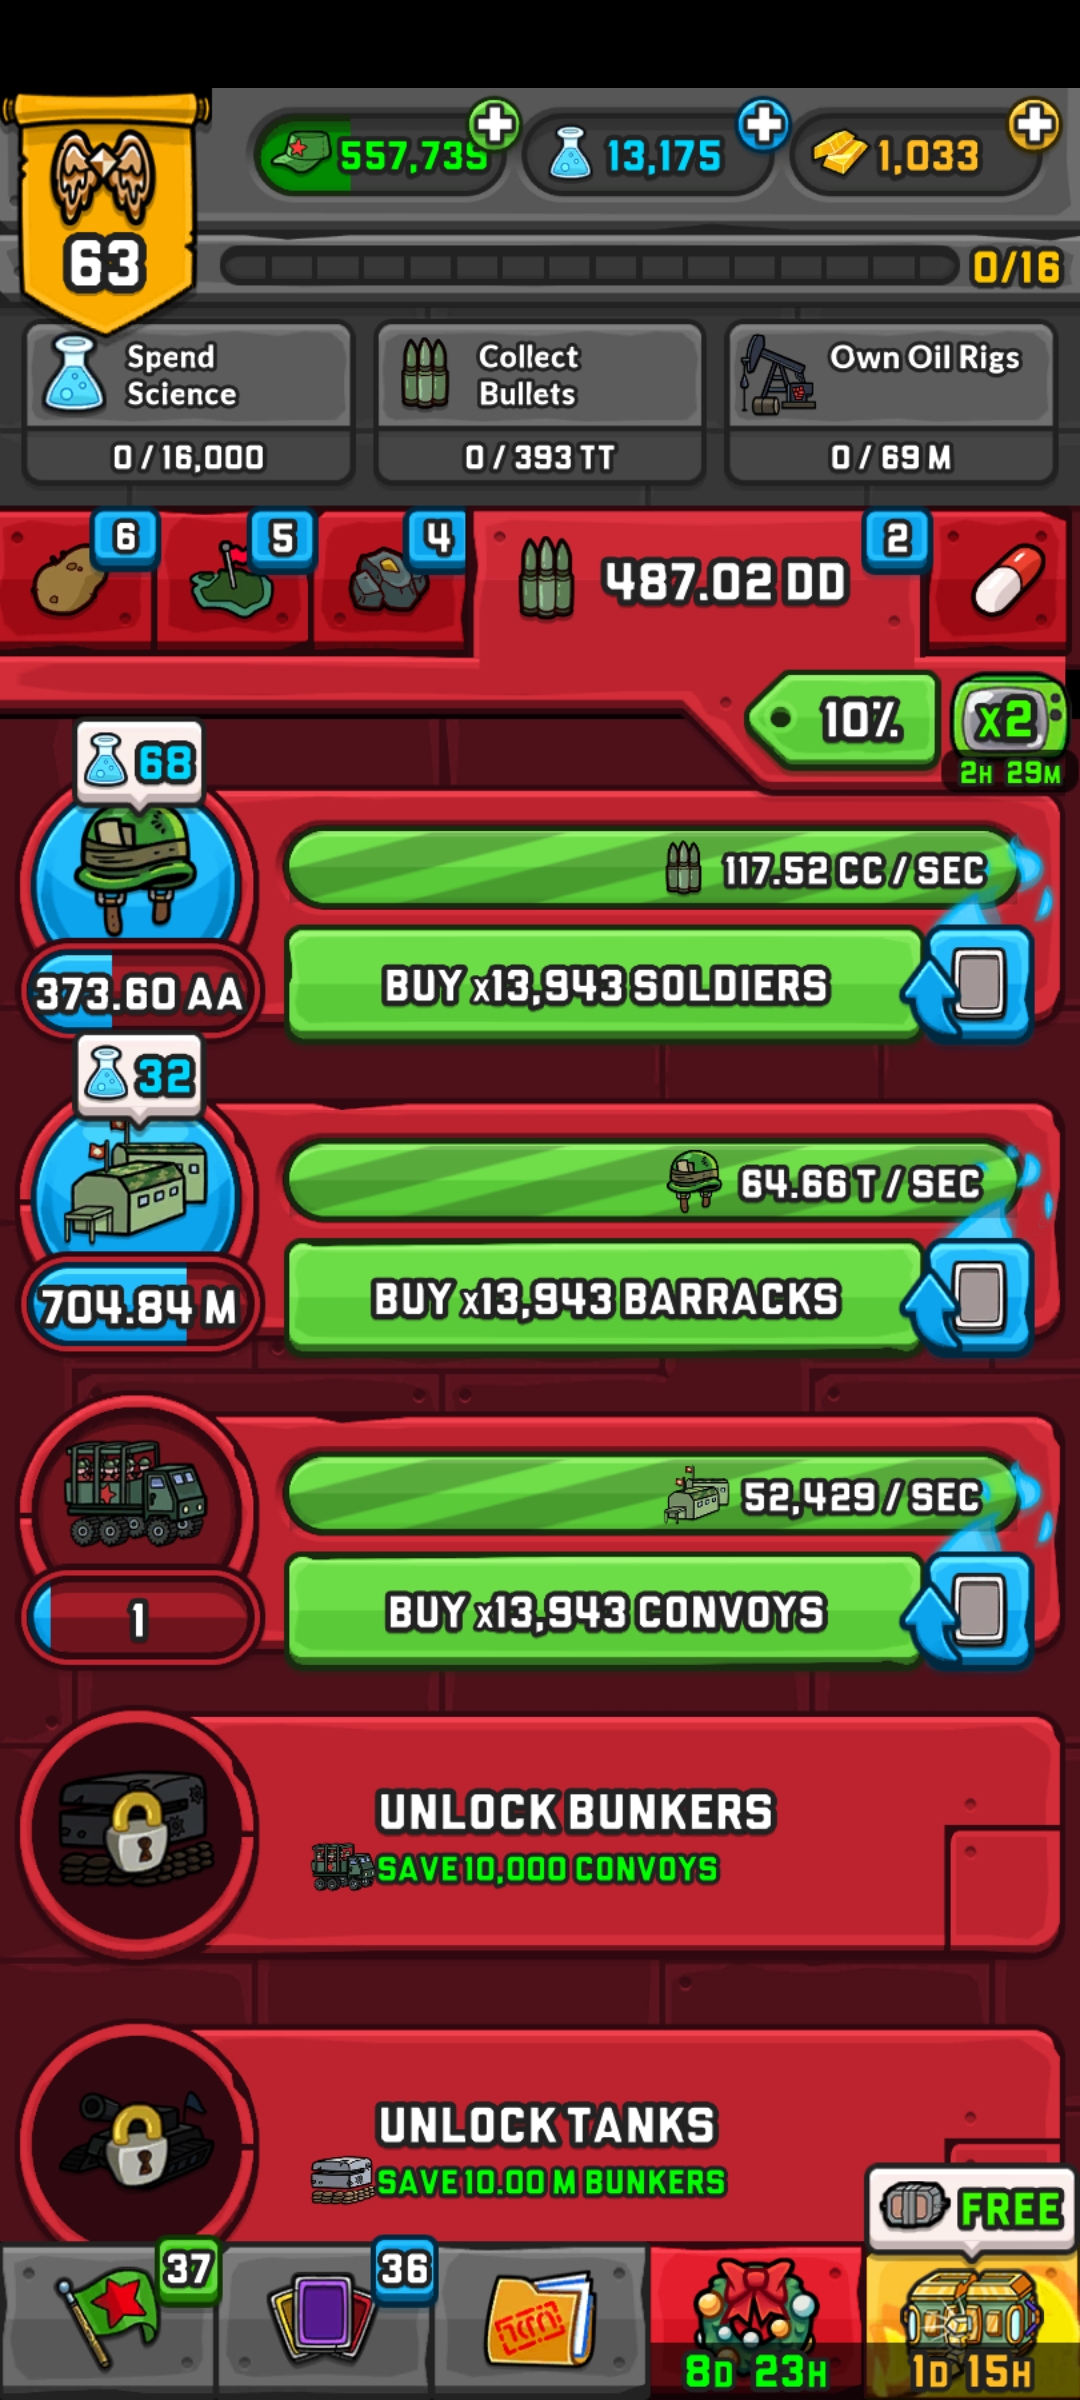 557,739
13,175
1,033
63
0/16
Spend
Science
0 / 16,000
Collect
Bullets
0 / 393 TT
Own Oil Rigs
0 / 69 M
6
5
4
487.02 DD
2
10%
x2
2H 29M
68
117.52 CC / SEC
373.60 AA
BUY x13,943 SOLDIERS
32
64.66 T / SEC
704.84 M
BUY x13,943 BARRACKS
52,429 / SEC
1
BUY x13,943 CONVOYS
UNLOCK BUNKERS
SAVE 10,000 CONVOYS
UNLOCK TANKS
SAVE 10.00 M BUNKERS
FREE
37
36
8D 23H
1D 15H